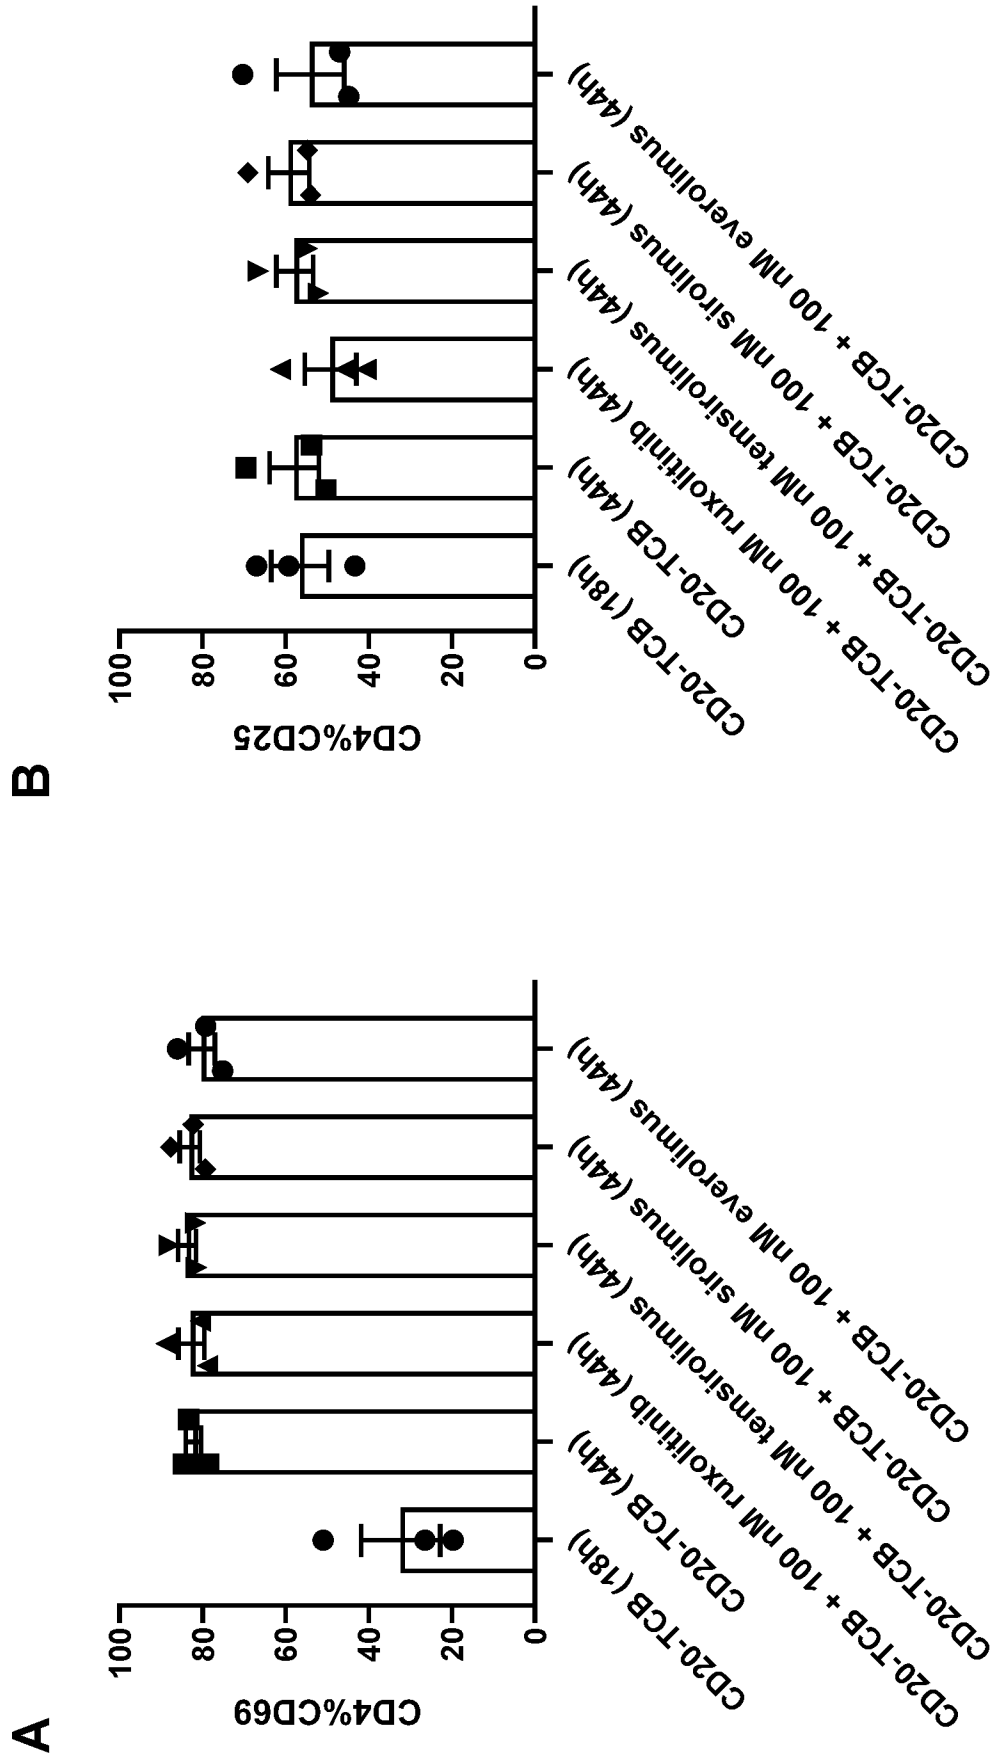 A
CD4%CD69
100
80
60
40
20
0
CD20-TCB (18h)
CD20-TCB (44h)
CD20-TCB + 100 nM ruxolitinib (44h)
CD20-TCB + 100 nM temsirolimus (44h)
CD20-TCB + 100 nM sirolimus (44h)
CD20-TCB + 100 nM everolimus (44h)
B
CD4%CD25
100
80
60
40
20
0
CD20-TCB (18h)
CD20-TCB (44h)
CD20-TCB + 100 nM ruxolitinib (44h)
CD20-TCB + 100 nM temsirolimus (44h)
CD20-TCB + 100 nM sirolimus (44h)
CD20-TCB + 100 nM everolimus (44h)